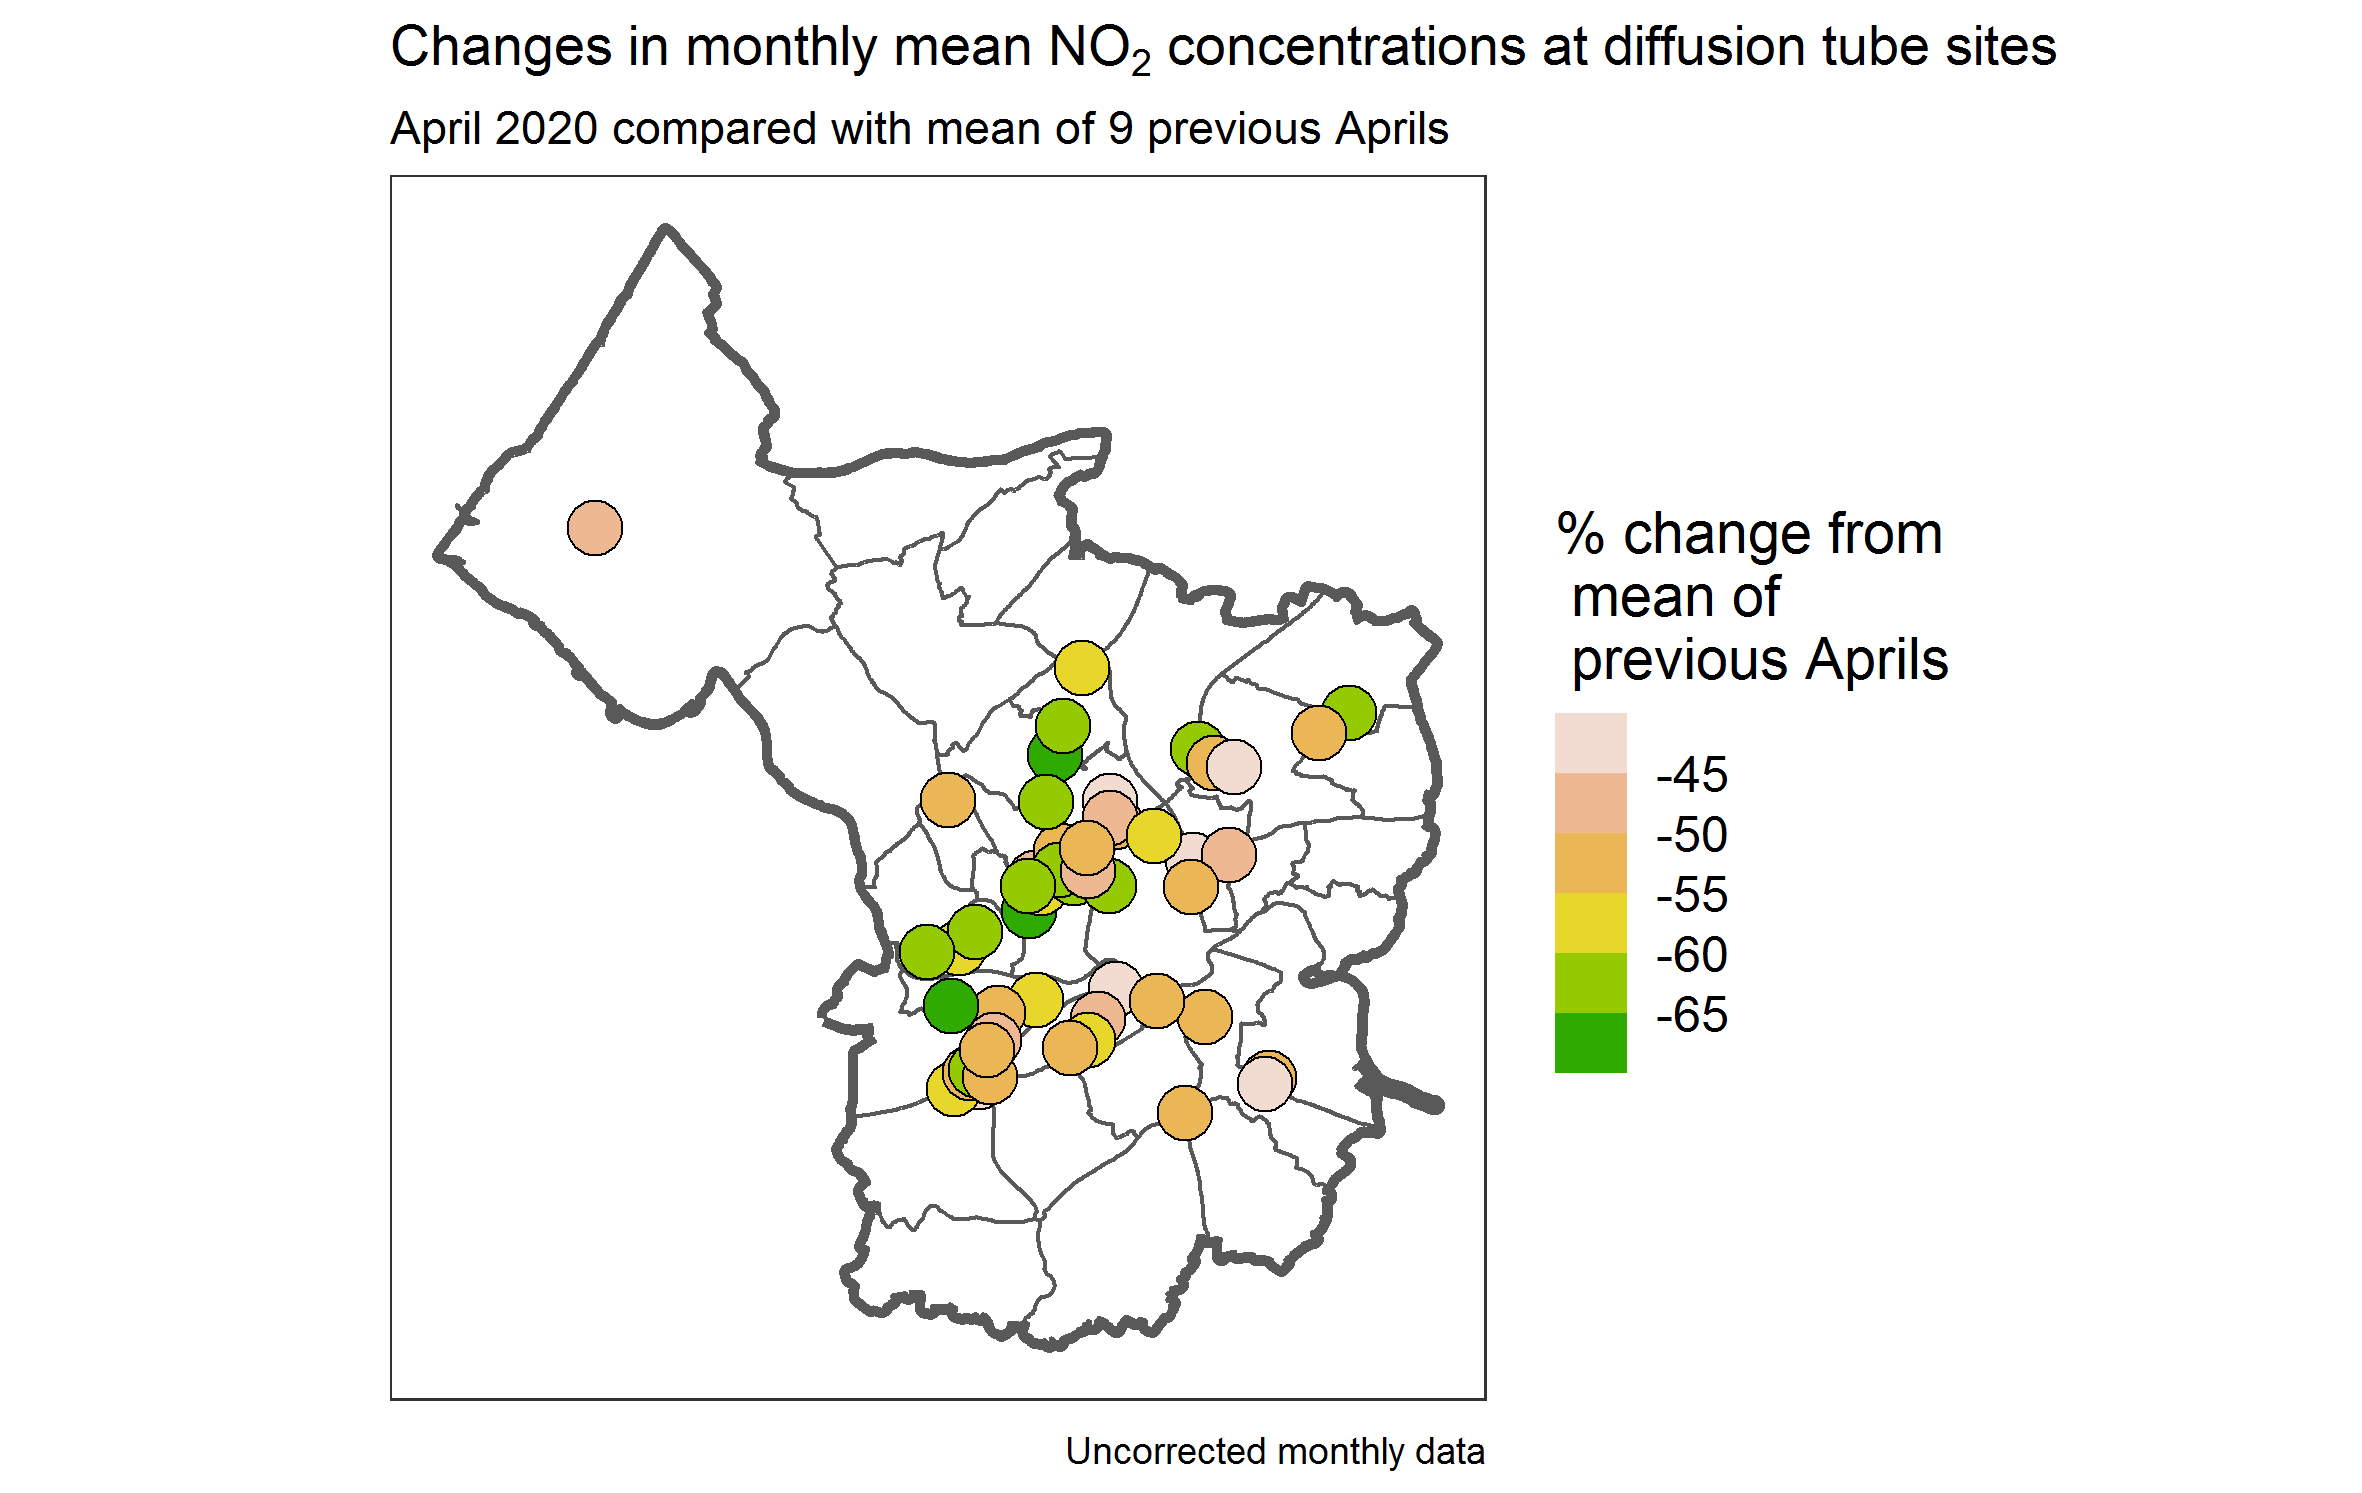 Changes in monthly mean NO₂ concentrations at diffusion tube sites
April 2020 compared with mean of 9 previous Aprils
% change from
mean of
previous Aprils
-45
-50
-55
-60
-65
Uncorrected monthly data